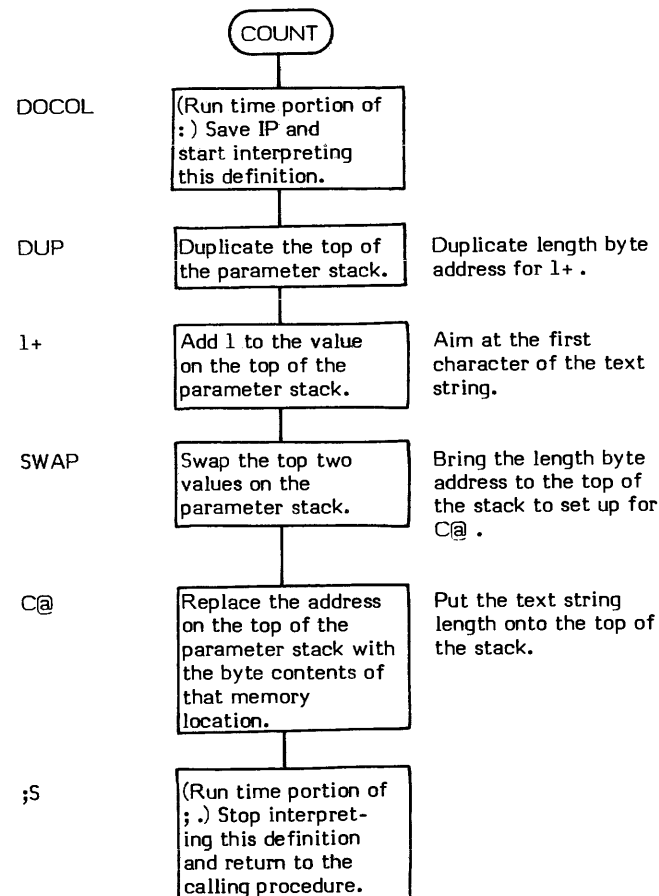 COUNT
DOCOL
(Run time portion of
: ) Save IP and
start interpreting
this definition.
DUP
Duplicate the top of
the parameter stack.
Duplicate length byte
address for 1+ .
1+
Add 1 to the value
on the top of the
parameter stack.
Aim at the first
character of the text
string.
SWAP
Swap the top two
values on the
parameter stack.
Bring the length byte
address to the top of
the stack to set up for
C@ .
C@
Replace the address
on the top of the
parameter stack with
the byte contents of
that memory
location.
Put the text string
length onto the top of
the stack.
;S
(Run time portion of
; .) Stop interpret-
ing this definition
and return to the
calling procedure.